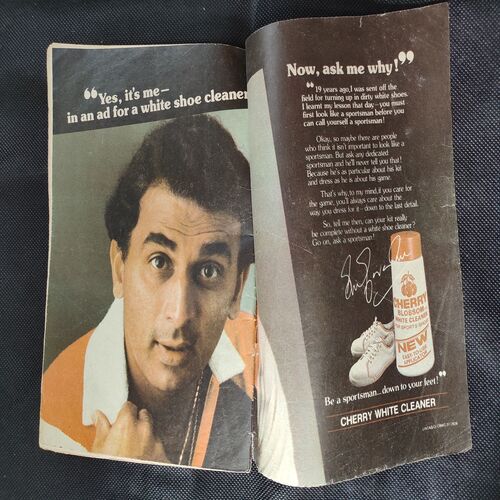 “Yes, it's me—
in an ad for a white shoe cleaner
Now, ask me why!”
“19 years ago, I was sent off the
field for turning up in dirty white shoes.
I learnt my lesson that day—you must
first look like a sportsman before you
can call yourself a sportsman!
Okay, so maybe there are people
who think it isn't important to look like a
sportsman. But ask any dedicated
sportsman and he'll never tell you that!
Because he's as particular about his kit
and dress as he is about his game.
That's why, to my mind, if you care for
the game, you'll always care about the
way you dress for it - down to the last detail.
So, tell me then, can your kit really
be complete without a white shoe cleaner?
Go on, ask a sportsman!
CHERRY
BLOSSOM
WHITE CLEANER
FOR SPORTS SHOES
NEW
EASY-TO-USE
APPLICATOR
Be a sportsman...down to your feet!”
CHERRY WHITE CLEANER